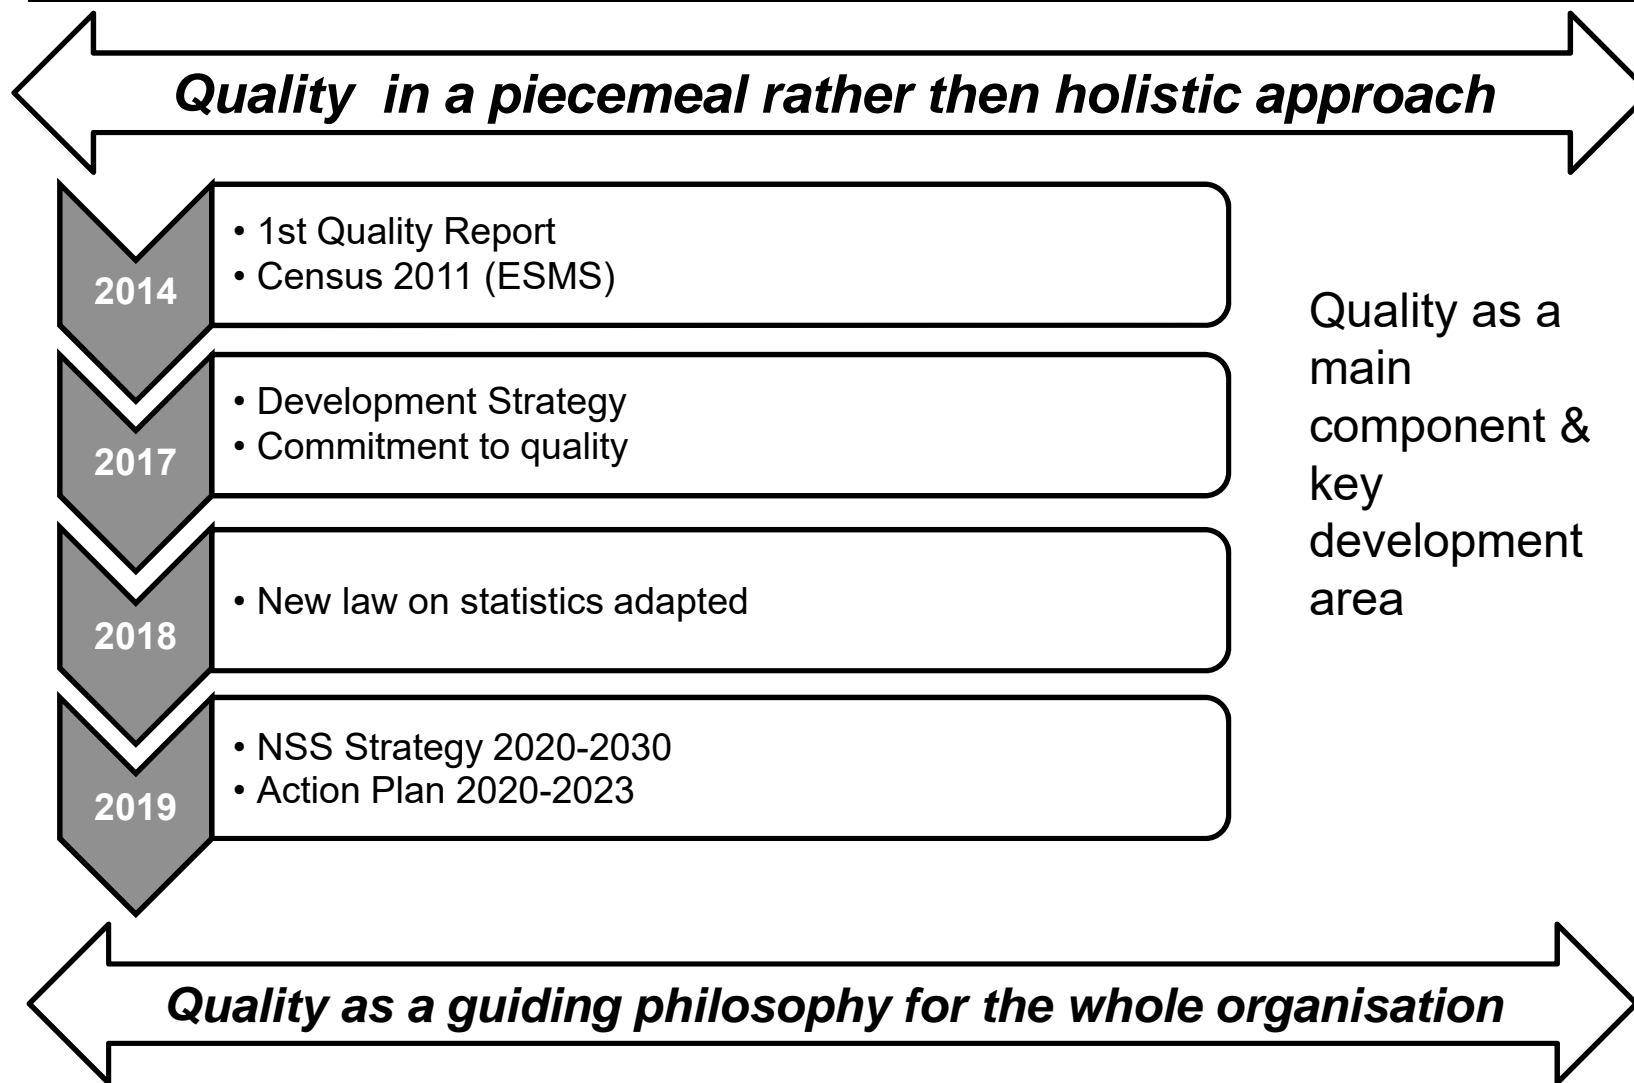 Quality  in a piecemeal rather then holistic approach
2014
• 1st Quality Report
• Census 2011 (ESMS)
2017
• Development Strategy
• Commitment to quality
2018
• New law on statistics adapted
2019
• NSS Strategy 2020-2030
• Action Plan 2020-2023
Quality as a
main
component &
key
development
area
Quality as a guiding philosophy for the whole organisation